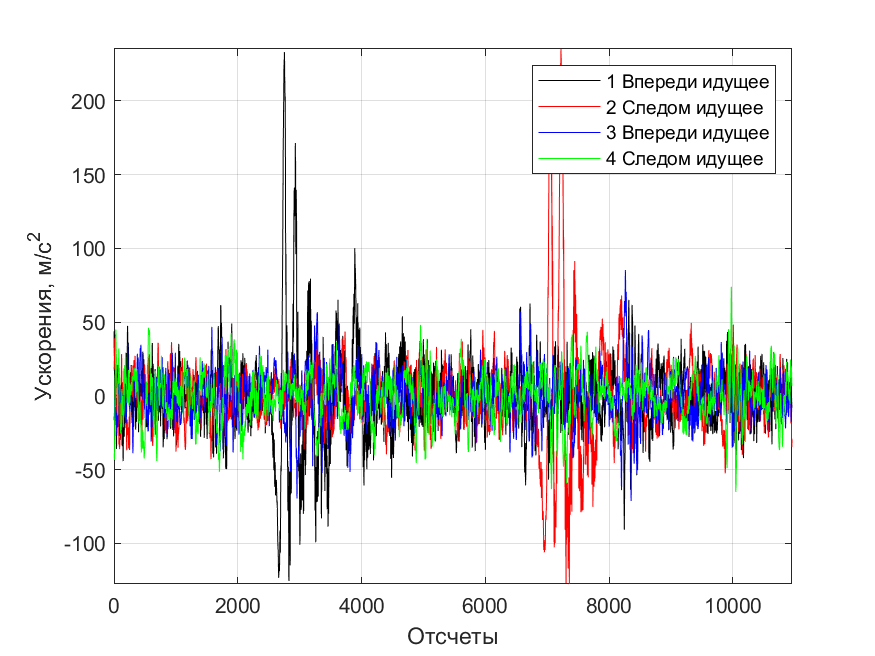 200
150
100
50
0
-50
-100
Ускорения, м/с²
0 2000 4000 6000 8000 10000
Отсчеты
1 Впереди идущее
2 Следом идущее
3 Впереди идущее
4 Следом идущее